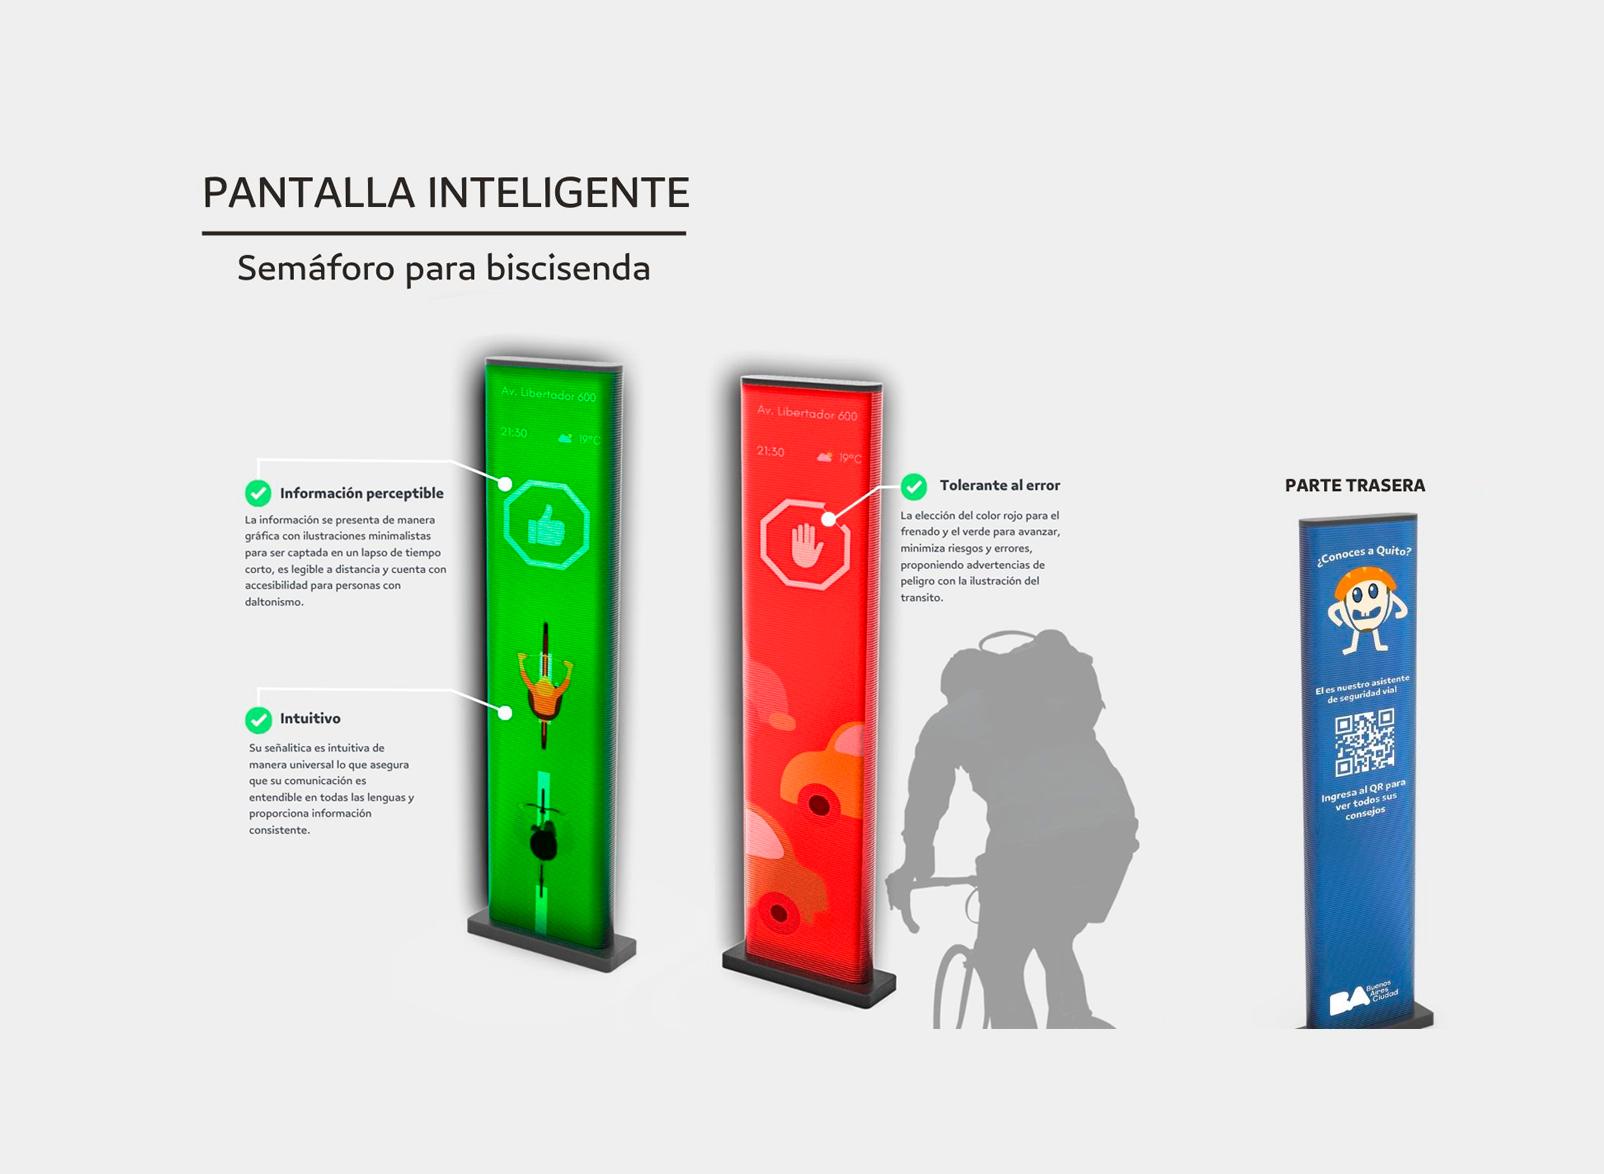 PANTALLA INTELIGENTE
Semáforo para biscisenda
Av. Libertador 600
21:30
19°C
Información perceptible
La información se presenta de manera
gráfica con ilustraciones minimalistas
para ser captada en un lapso de tiempo
corto, es legible a distancia y cuenta con
accesibilidad para personas con
daltonismo.
Intuitivo
Su señalitica es intuitiva de
manera universal lo que asegura
que su comunicación es
entendible en todas las lenguas y
proporciona información
consistente.
Av. Libertador 600
21:30
19°C
Tolerante al error
La elección del color rojo para el
frenado y el verde para avanzar,
minimiza riesgos y errores,
proponiendo advertencias de
peligro con la ilustración del
transito.
PARTE TRASERA
¿Conoces a Quito?
El es nuestro asistente
de seguridad vial
Ingresa al QR para
ver todos sus
consejos
BA
Buenos
Aires
Ciudad